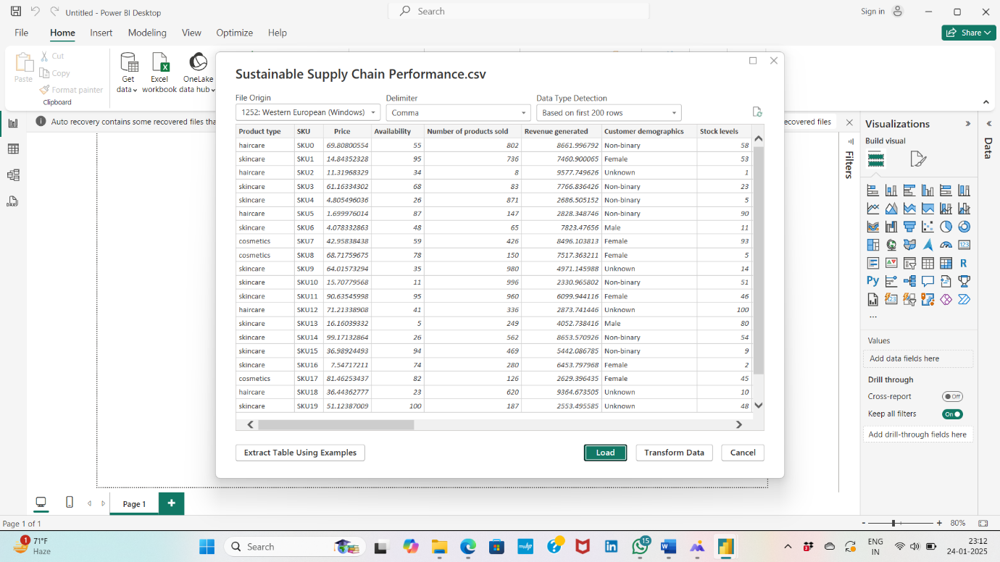 Untitled - Power BI Desktop
Search
Sign in
File Home Insert Modeling View Optimize Help
Share
Paste
Cut
Copy
Format painter
Clipboard
Get data
Excel workbook
OneLake data hub
Auto recovery contains some recovered files tha
ecovered files
Sustainable Supply Chain Performance.csv
File Origin Delimiter Data Type Detection
1252: Western European (Windows) Comma Based on first 200 rows
Product type SKU Price Availability Number of products sold Revenue generated Customer demographics Stock levels
haircare SKU0 69.80800554 55 802 8661.996792 Non-binary 58
skincare SKU1 14.84352328 95 736 7460.900065 Female 53
haircare SKU2 11.31968329 34 8 9577.749626 Unknown 1
skincare SKU3 61.16334302 68 83 7766.836426 Non-binary 23
skincare SKU4 4.805496036 26 871 2686.505152 Non-binary 5
haircare SKU5 1.699976014 87 147 2828.348746 Non-binary 90
skincare SKU6 4.078332863 48 65 7823.47656 Male 11
cosmetics SKU7 42.95838438 59 426 8496.103813 Female 93
cosmetics SKU8 68.71759675 78 150 7517.363211 Female 5
skincare SKU9 64.01573294 35 980 4971.145988 Unknown 14
skincare SKU10 15.70779568 11 996 2330.965802 Non-binary 51
skincare SKU11 90.63545998 95 960 6099.944116 Female 46
haircare SKU12 71.21338908 41 336 2873.741446 Unknown 100
skincare SKU13 16.16039332 5 249 4052.738416 Male 80
skincare SKU14 99.17132864 26 562 8653.570926 Non-binary 54
skincare SKU15 36.98924493 94 469 5442.086785 Non-binary 9
skincare SKU16 7.54717211 74 280 6453.797968 Female 2
cosmetics SKU17 81.46253437 82 126 2629.396435 Female 45
haircare SKU18 36.44362777 23 620 9364.673505 Unknown 10
skincare SKU19 51.12387009 100 187 2553.495585 Unknown 48
Extract Table Using Examples
Load
Transform Data
Cancel
Filters
Visualizations
Build visual
R
Py
123
...
Values
Add data fields here
Drill through
Cross-report Off
Keep all filters On
Add drill-through fields here
Data
DAX
Page 1
Page 1 of 1
80%
1
71°F
Haze
Search
myhp
15
ENG
IN
23:12
24-01-2025